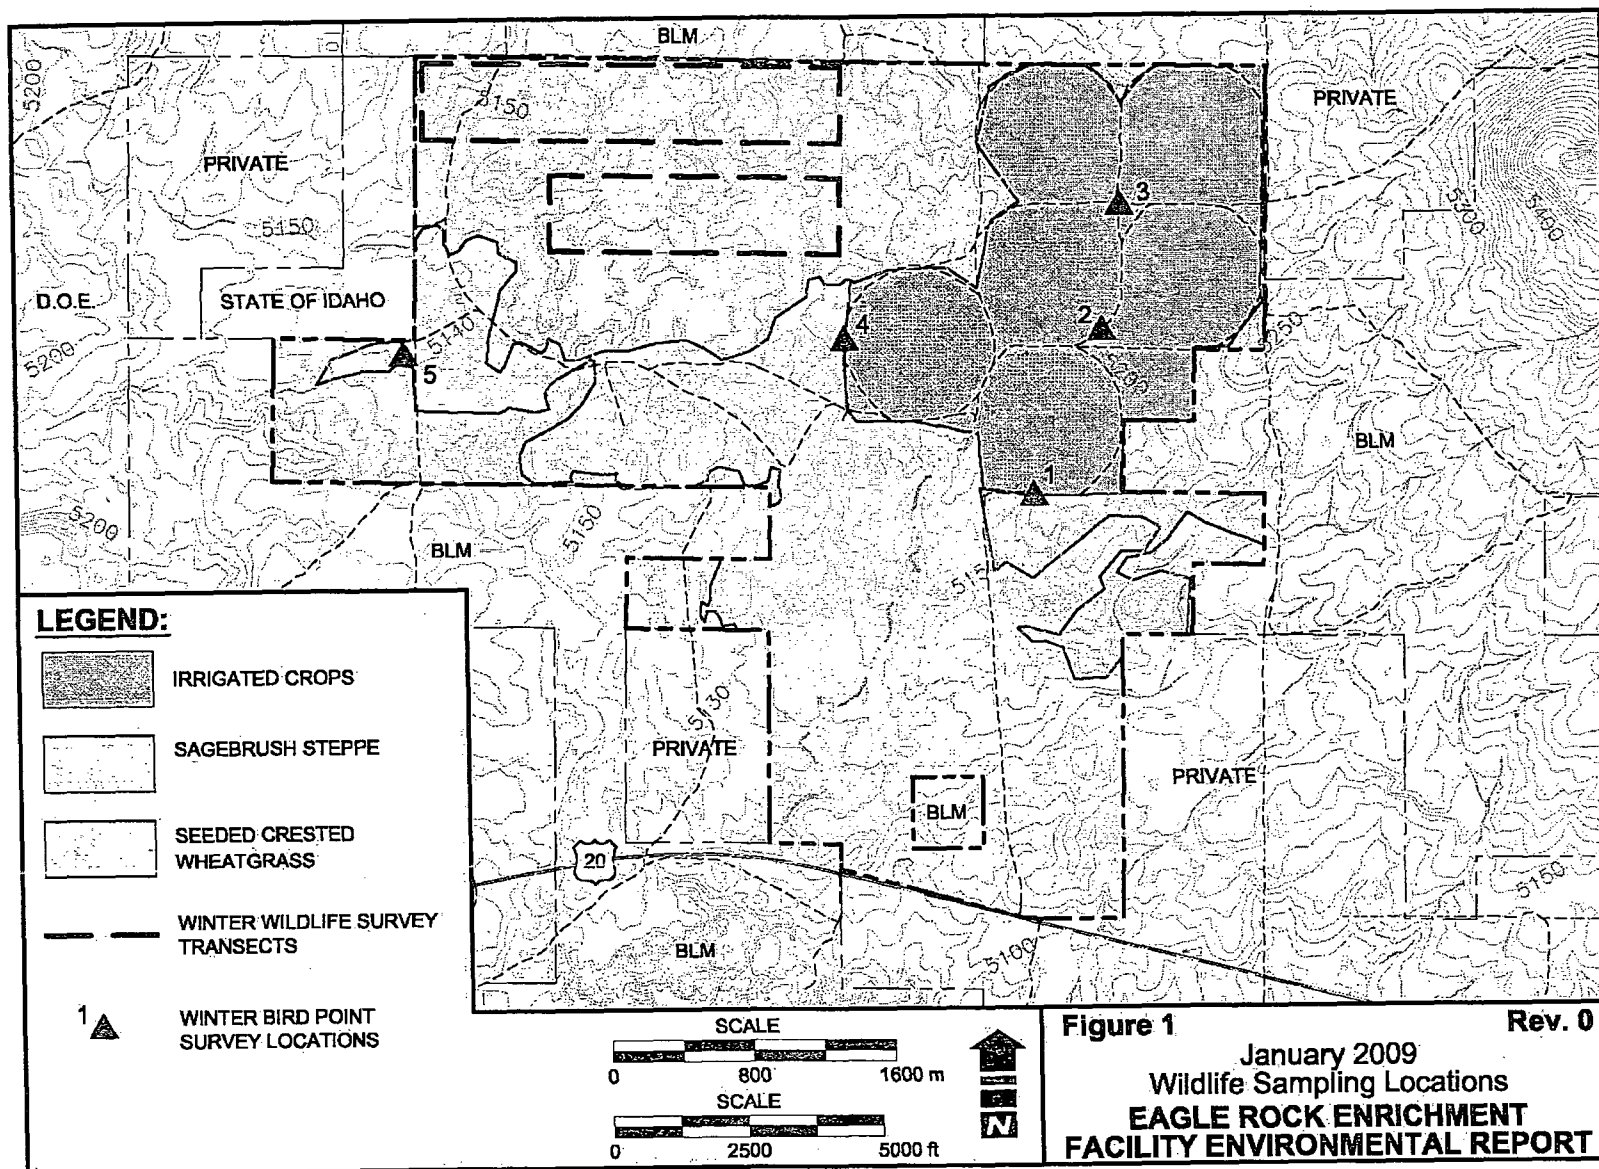 BLM
5200
PRIVATE
5150
PRIVATE
5300
5400
3
5150
D.O.E.
STATE OF IDAHO
5140
5200
5
4
2
5200
BLM
1
5200
BLM
5150
5130
PRIVATE
BLM
PRIVATE
20
BLM
5100
5150
LEGEND:
IRRIGATED CROPS
SAGEBRUSH STEPPE
SEEDED CRESTED
WHEATGRASS
WINTER WILDLIFE SURVEY
TRANSECTS
1
WINTER BIRD POINT
SURVEY LOCATIONS
SCALE
0 800 1600 m
SCALE
0 2500 5000 ft
N
Figure 1 Rev. 0
January 2009
Wildlife Sampling Locations
EAGLE ROCK ENRICHMENT
FACILITY ENVIRONMENTAL REPORT